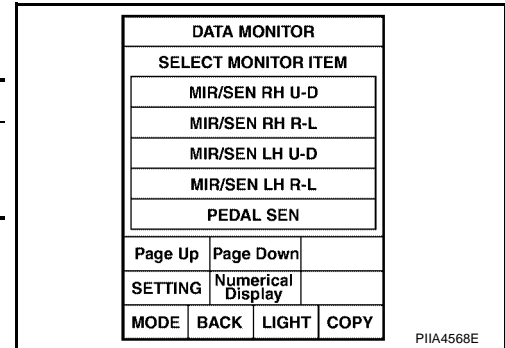 DATA MONITOR
SELECT MONITOR ITEM
MIR/SEN RH U-D
MIR/SEN RH R-L
MIR/SEN LH U-D
MIR/SEN LH R-L
PEDAL SEN
Page Up Page Down
SETTING Numerical
Display
MODE BACK LIGHT COPY
PIIA4568E